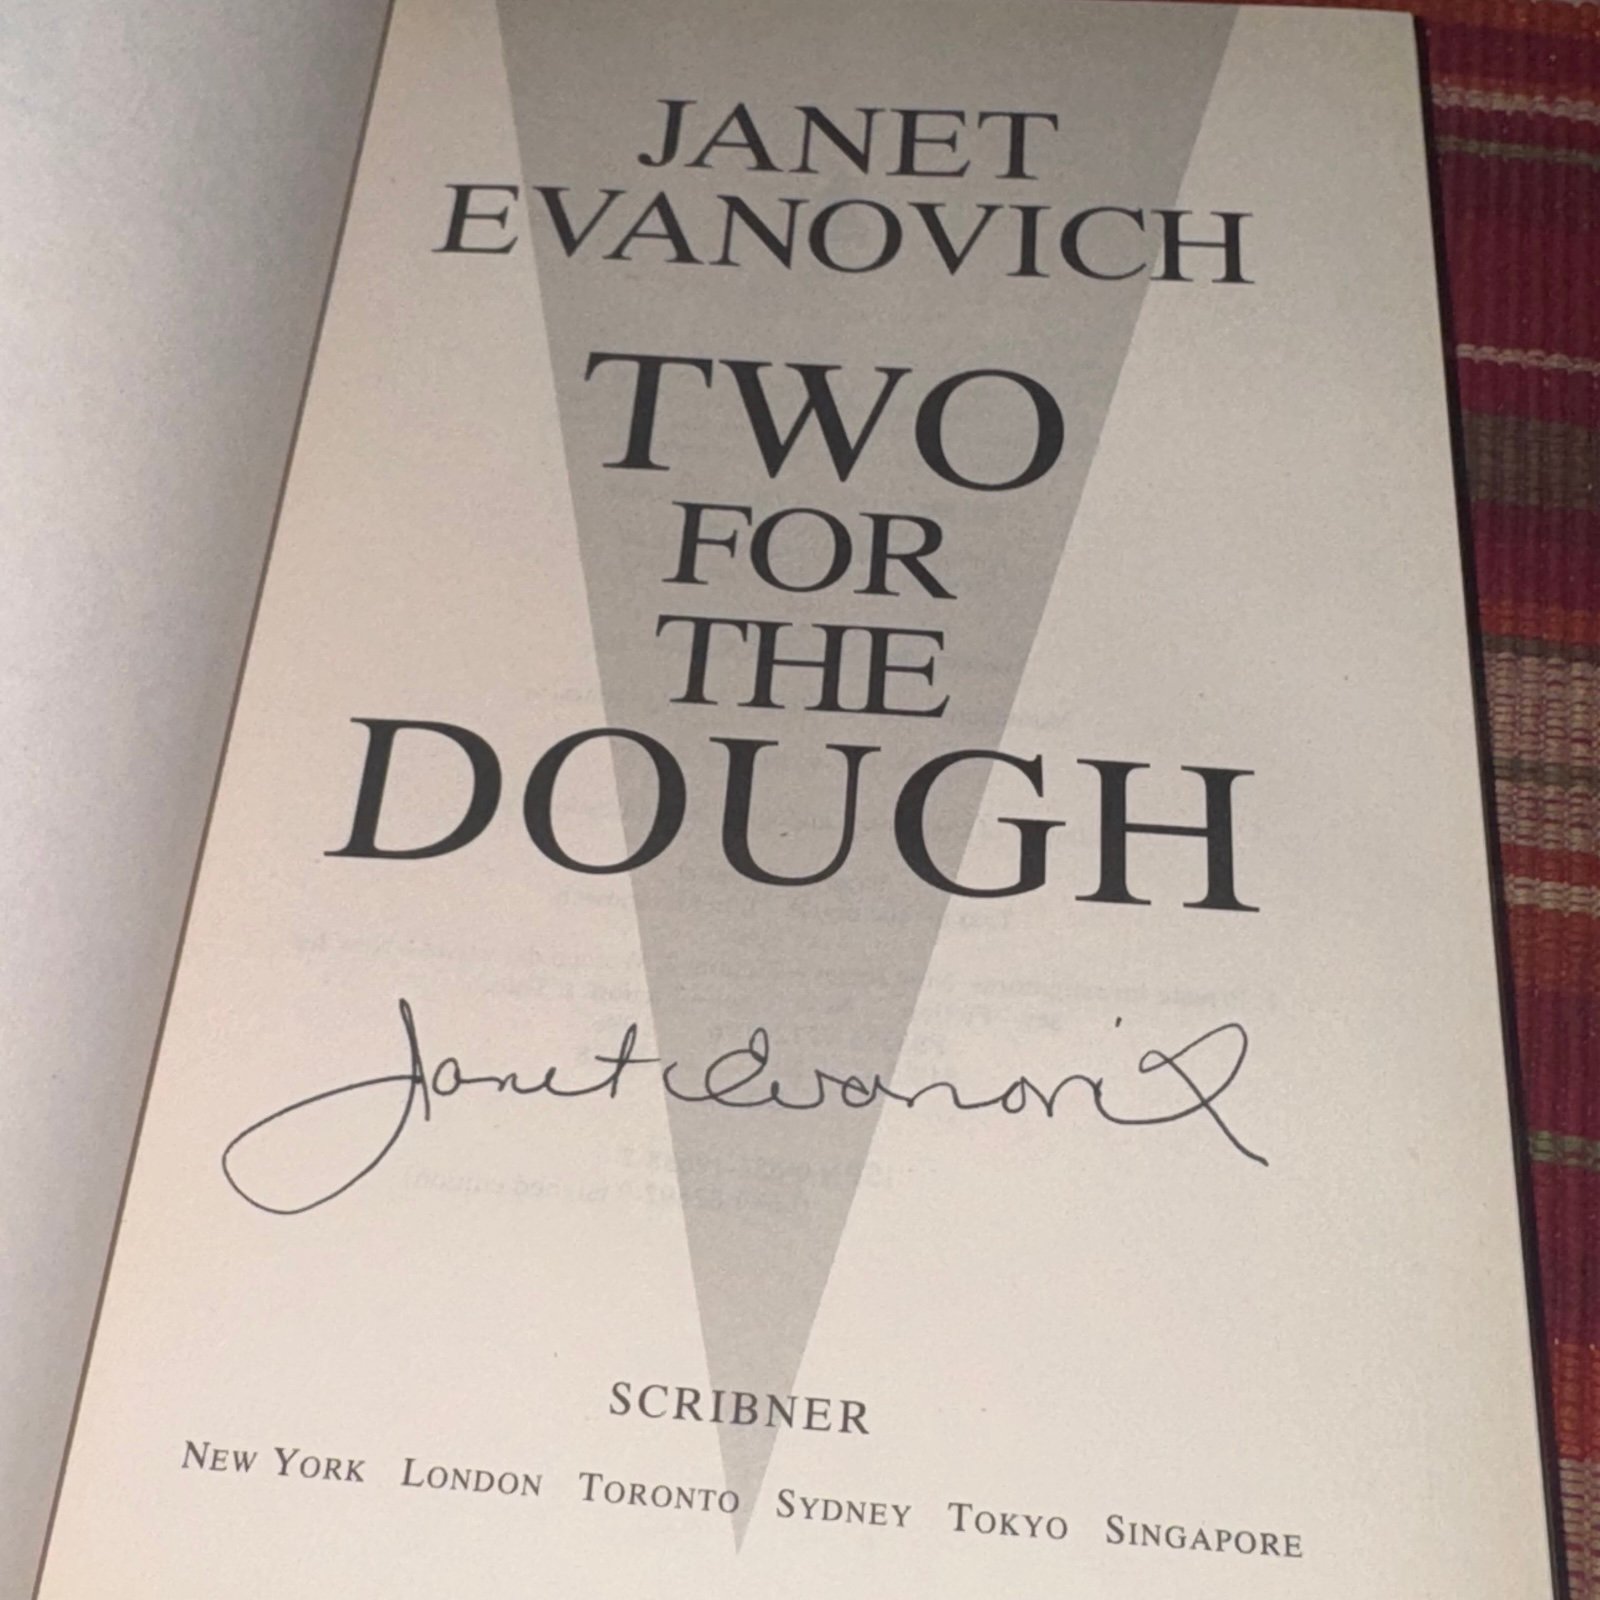 JANET
EVANOVICH
TWO
FOR
THE
DOUGH
Janet Evanovich
SCRIBNER
NEW YORK LONDON TORONTO SYDNEY TOKYO SINGAPORE